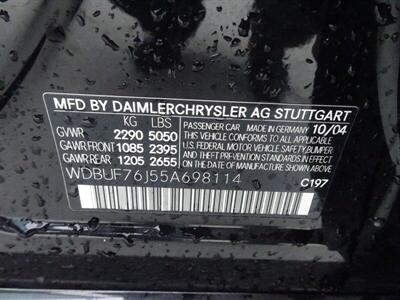 MFD BY DAIMLERCHRYSLER AG STUTTGART
KG LBS
GVWR 2290 5050
GAWR FRONT 1085 2395
GAWR REAR 1205 2655
PASSENGER CAR MADE IN GERMANY 10/04
THIS VEHICLE CONFORMS TO ALL APPLICABLE
U.S. FEDERAL MOTOR VEHICLE SAFETY, BUMPER
AND THEFT PREVENTION STANDARDS IN EFFECT
ON THE DATE OF MANUFACTURE SHOWN ABOVE
WDBUF76J55A698114
C197